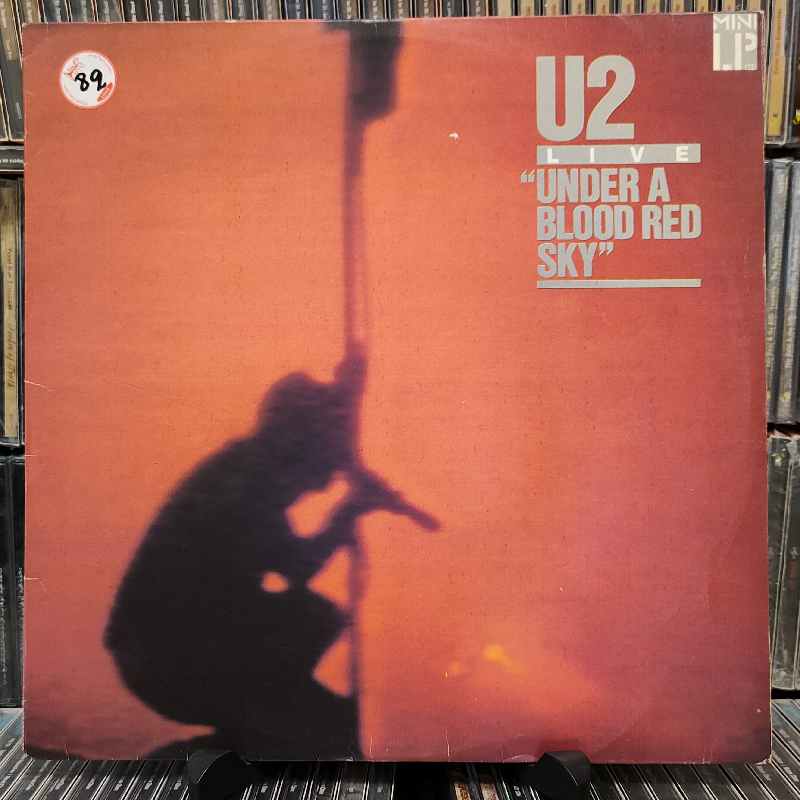 89
MINI
LP
U2
LIVE
“UNDER A
BLOOD RED
SKY”